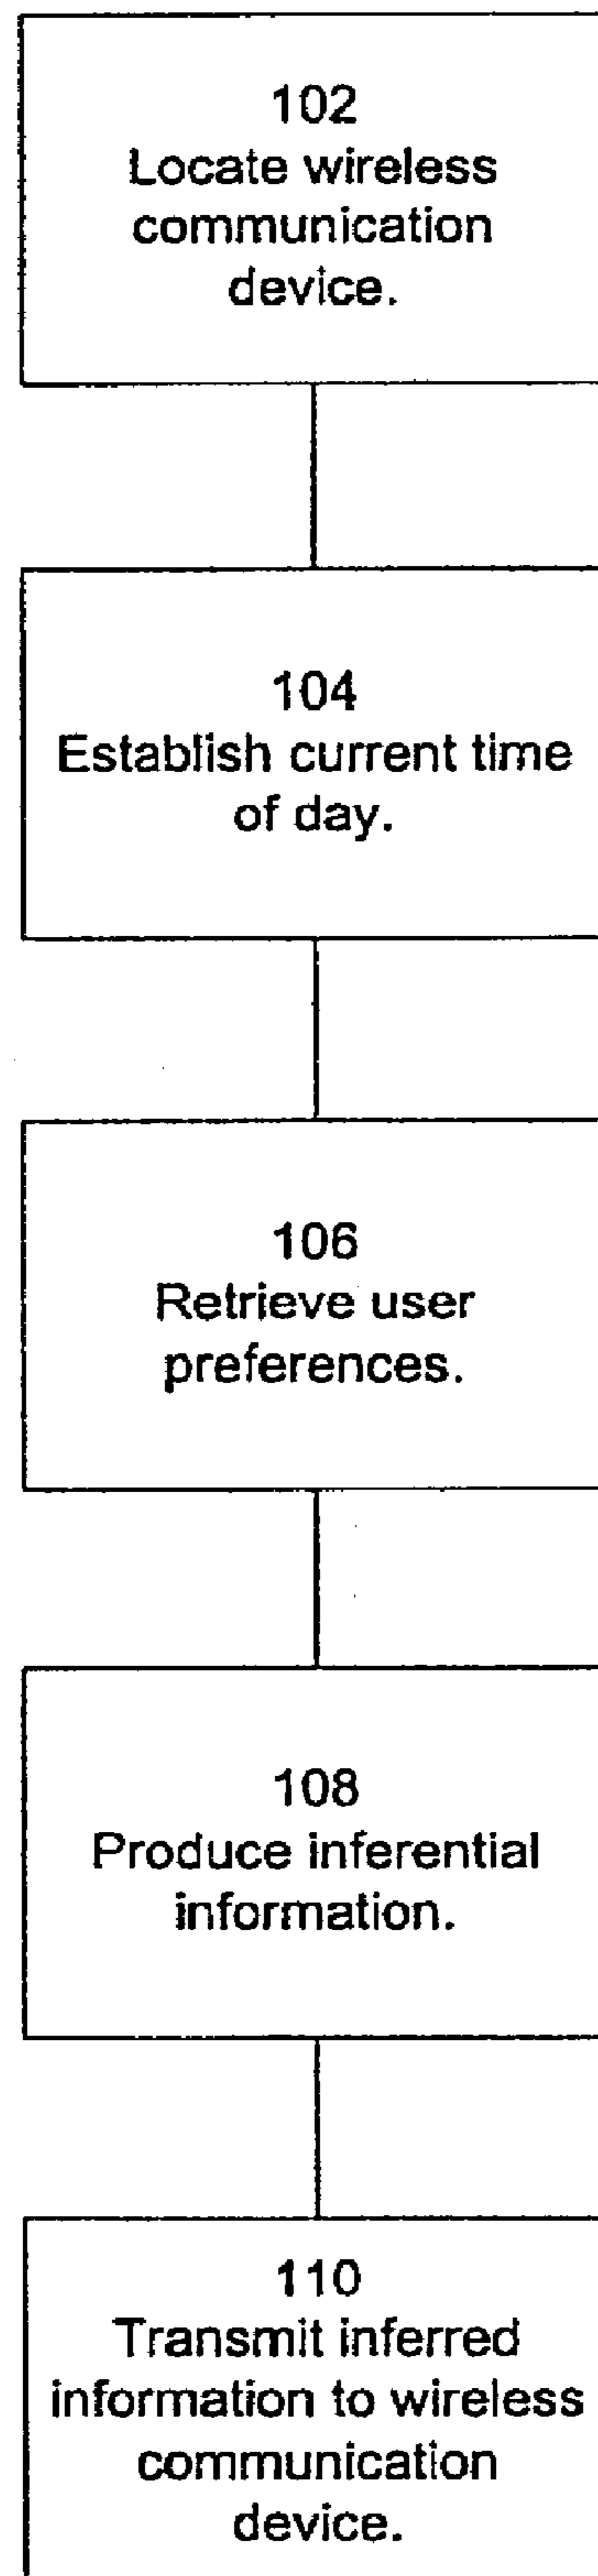 102
Locate wireless
communication
device.
104
Establish current time
of day.
106
Retrieve user
preferences.
108
Produce inferential
information.
110
Transmit inferred
information to wireless
communication
device.